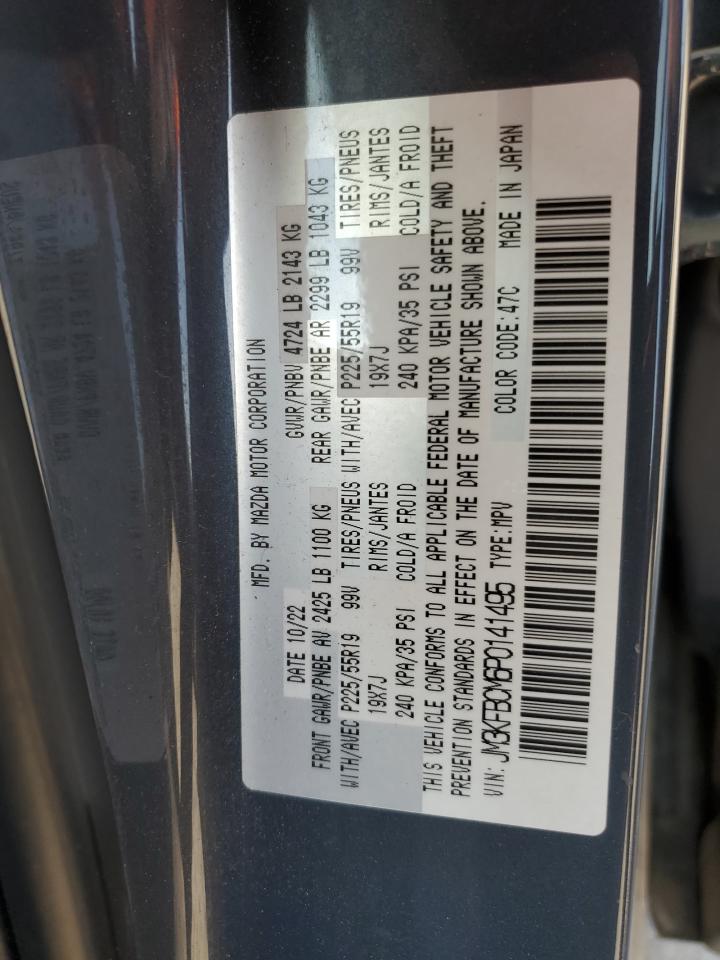 MFD. BY MAZDA MOTOR CORPORATION
DATE 10/22 GVWR/PNBV 4724 LB 2143 KG
FRONT GAWR/PNBE AV 2425 LB 1100 KG REAR GAWR/PNBE AR 2299 LB 1043 KG
WITH/AVEC P225/55R19 99V TIRES/PNEUS WITH/AVEC P225/55R19 99V TIRES/PNEUS
19X7J RIMS/JANTES 19X7J RIMS/JANTES
240 KPA/35 PSI COLD/A FROID 240 KPA/35 PSI COLD/A FROID
THIS VEHICLE CONFORMS TO ALL APPLICABLE FEDERAL MOTOR VEHICLE SAFETY AND THEFT
PREVENTION STANDARDS IN EFFECT ON THE DATE OF MANUFACTURE SHOWN ABOVE.
VIN: JM3KFBCM6P0141495 TYPE:MPV COLOR CODE:47C MADE IN JAPAN